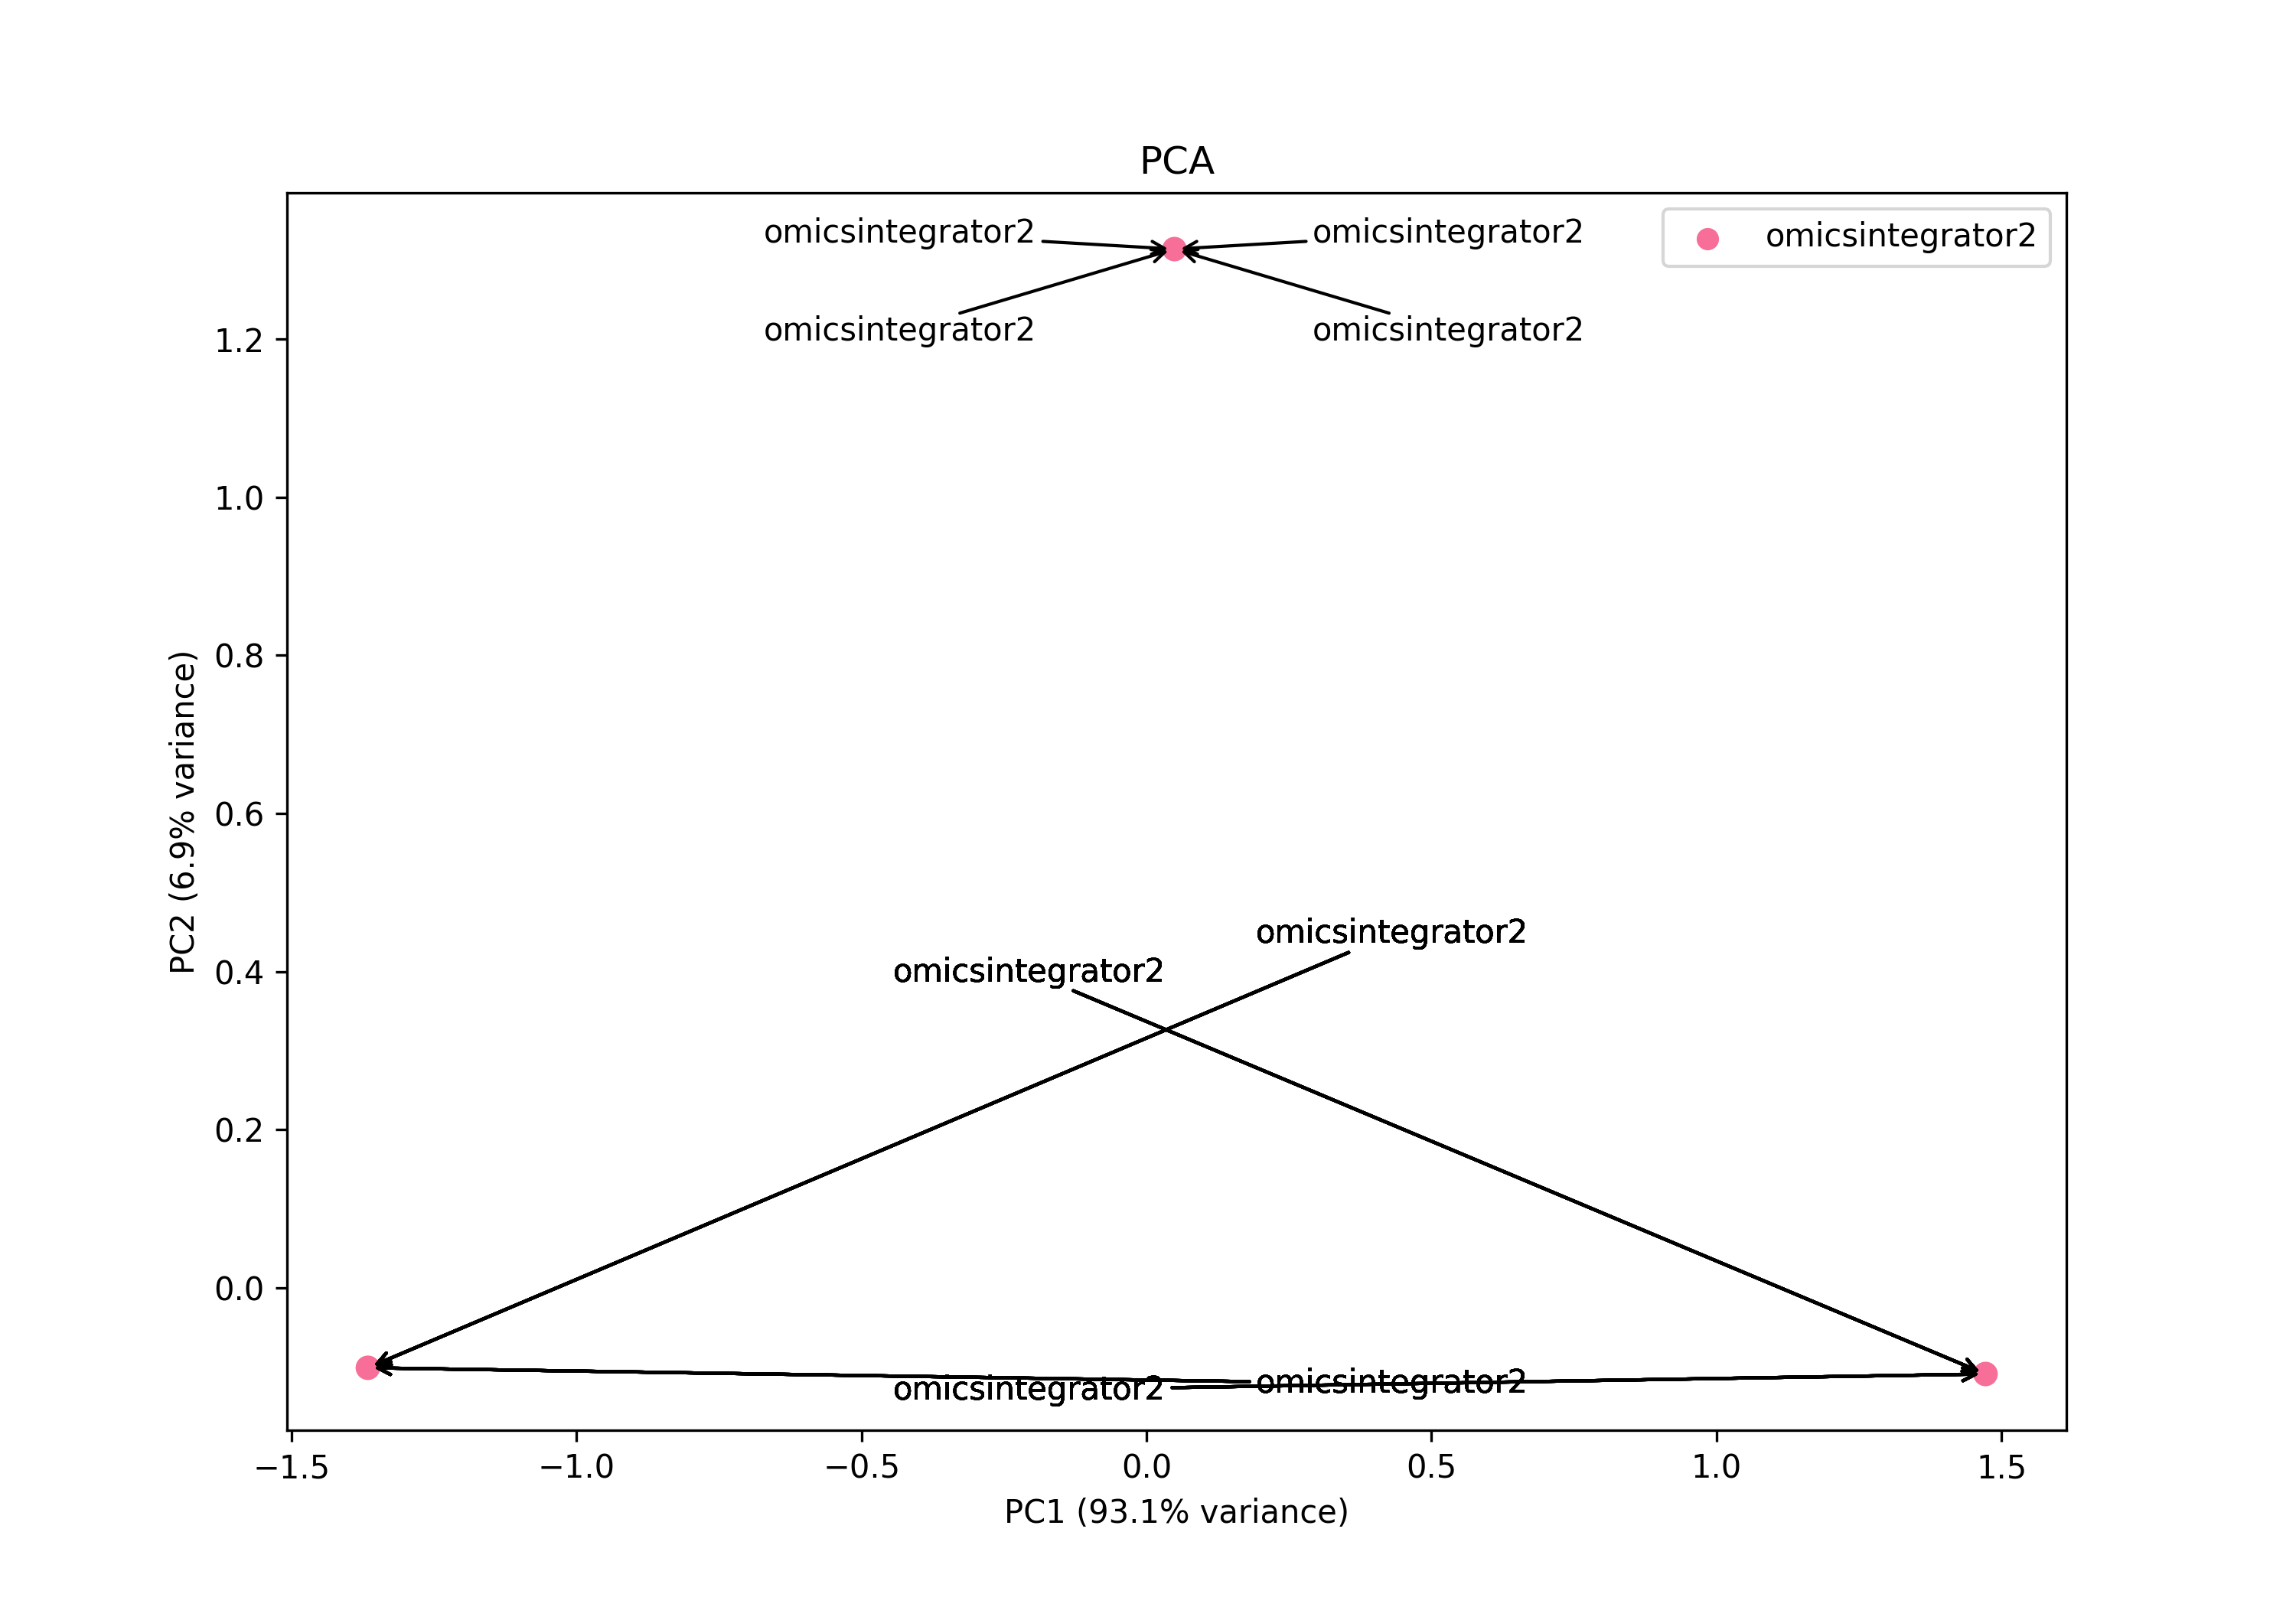 PCA
omicsintegrator2
omicsintegrator2
omicsintegrator2
omicsintegrator2
omicsintegrator2
1.2
1.0
0.8
0.6
0.4
0.2
0.0
PC2 (6.9% variance)
omicsintegrator2
omicsintegrator2
omicsintegrator2
omicsintegrator2
−1.5
−1.0
−0.5
0.0
0.5
1.0
1.5
PC1 (93.1% variance)